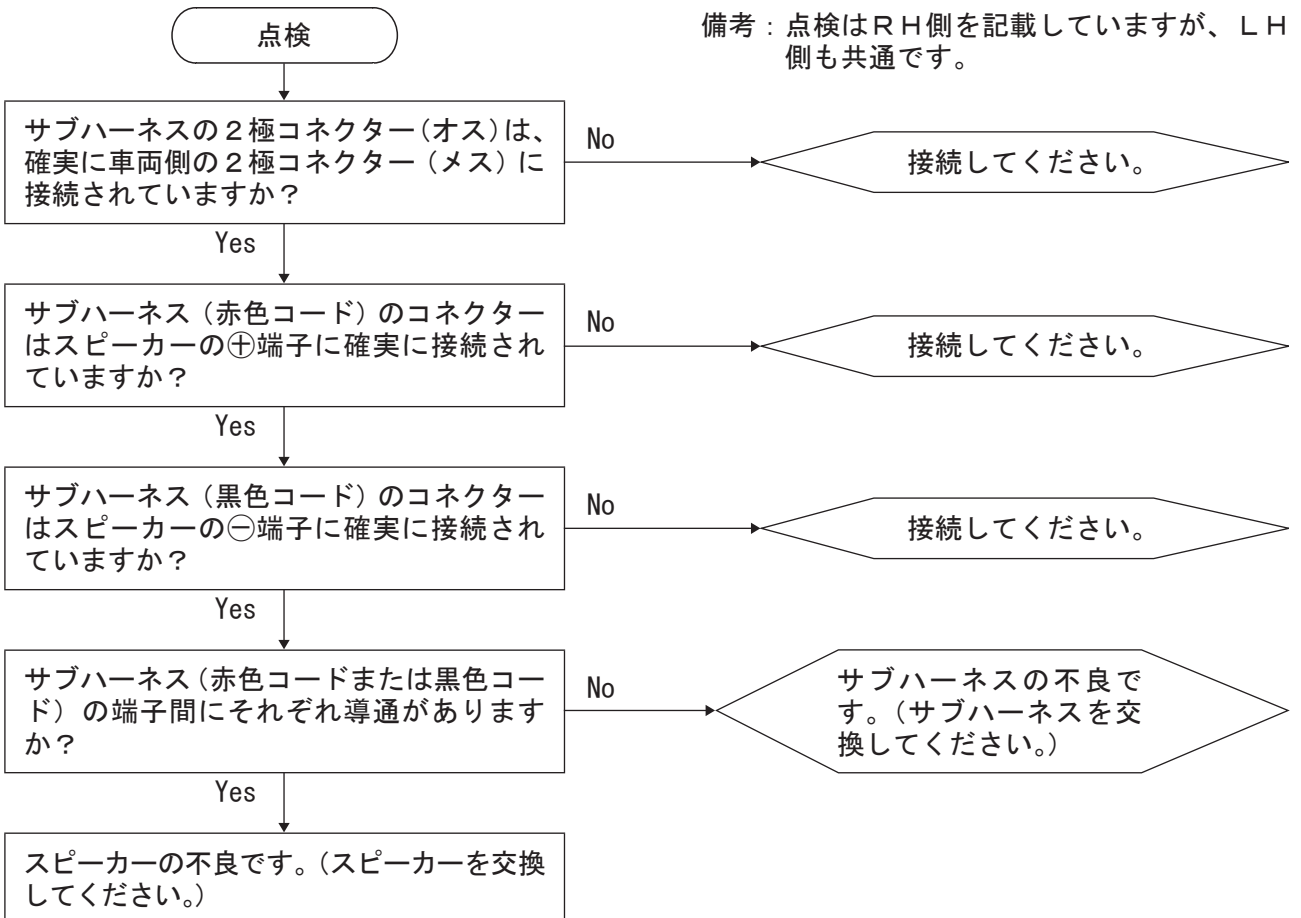 点検
備考：点検はＲＨ側を記載していますが、ＬＨ
側も共通です。
サブハーネスの２極コネクター（オス）は、
確実に車両側の２極コネクター（メス）に
接続されていますか？
No
接続してください。
Yes
サブハーネス（赤色コード）のコネクター
はスピーカーの㊉端子に確実に接続され
ていますか？
No
接続してください。
Yes
サブハーネス（黒色コード）のコネクター
はスピーカーの㊀端子に確実に接続され
ていますか？
No
接続してください。
Yes
サブハーネス（赤色コードまたは黒色コー
ド）の端子間にそれぞれ導通があります
か？
No
サブハーネスの不良で
す。（サブハーネスを交
換してください。）
Yes
スピーカーの不良です。（スピーカーを交換
してください。）